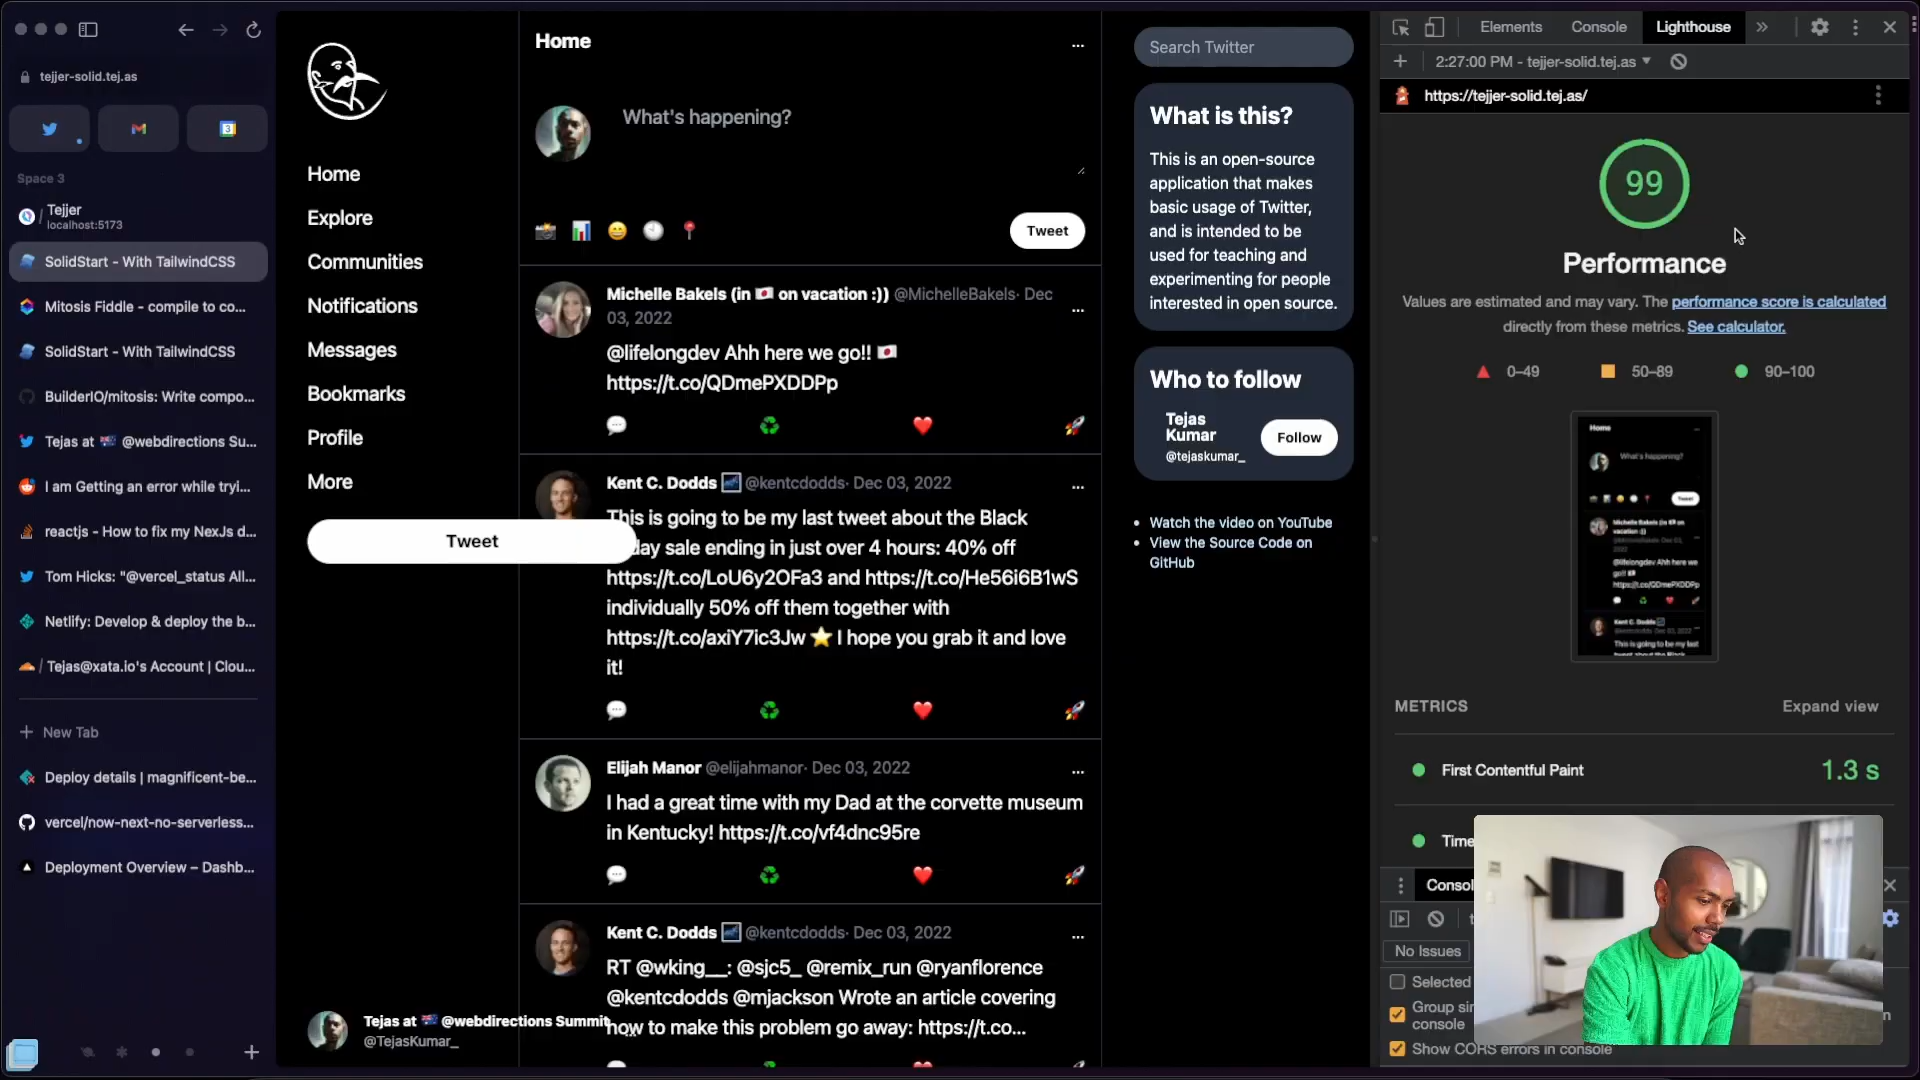 tejjer-solid.tej.as
Space 3
Tejjer
localhost:5173
SolidStart - With TailwindCSS
Mitosis Fiddle - compile to co...
SolidStart - With TailwindCSS
BuilderIO/mitosis: Write compo...
Tejas at 🇦🇺 @webdirections Su...
I am Getting an error while tryi...
reactjs - How to fix my NexJs d...
Tom Hicks: "@vercel_status All...
Netlify: Develop & deploy the b...
/ Tejas@xata.io's Account | Clou...
+ New Tab
Deploy details | magnificent-be...
vercel/now-next-no-serverless...
Deployment Overview – Dashb...
Home
Explore
Communities
Notifications
Messages
Bookmarks
Profile
More
Tweet
Tejas at 🇦🇺 @webdirections Summit
@TejasKumar_
Home
...
What's happening?
📸 📊 😄 🕙 📍
Tweet
Michelle Bakels (in 🇯🇵 on vacation :)) @MichelleBakels· Dec
03, 2022
...
@lifelongdev Ahh here we go!! 🇯🇵
https://t.co/QDmePXDDPp
💬 ♻️ ❤️ 🚀
Kent C. Dodds @kentcdodds· Dec 03, 2022
...
This is going to be my last tweet about the Black
day sale ending in just over 4 hours: 40% off
https://t.co/LoU6y2OFa3 and https://t.co/He56i6B1wS
individually 50% off them together with
https://t.co/axiY7ic3Jw ⭐ I hope you grab it and love
it!
💬 ♻️ ❤️ 🚀
Elijah Manor @elijahmanor· Dec 03, 2022
...
I had a great time with my Dad at the corvette museum
in Kentucky! https://t.co/vf4dnc95re
💬 ♻️ ❤️ 🚀
Kent C. Dodds @kentcdodds· Dec 03, 2022
...
RT @wking__: @sjc5_ @remix_run @ryanflorence
@kentcdodds @mjackson Wrote an article covering
how to make this problem go away: https://t.co...
Search Twitter
What is this?
This is an open-source
application that makes
basic usage of Twitter,
and is intended to be
used for teaching and
experimenting for people
interested in open source.
Who to follow
Tejas
Kumar
@tejaskumar_
Follow
• Watch the video on YouTube
• View the Source Code on
GitHub
Elements Console Lighthouse
2:27:00 PM - tejjer-solid.tej.as
https://tejjer-solid.tej.as/
99
Performance
Values are estimated and may vary. The performance score is calculated
directly from these metrics. See calculator.
0–49 50–89 90–100
METRICS
Expand view
First Contentful Paint
1.3 s
Time
Consol
No Issues
Selected
Group sin
console
Show CORS errors in console